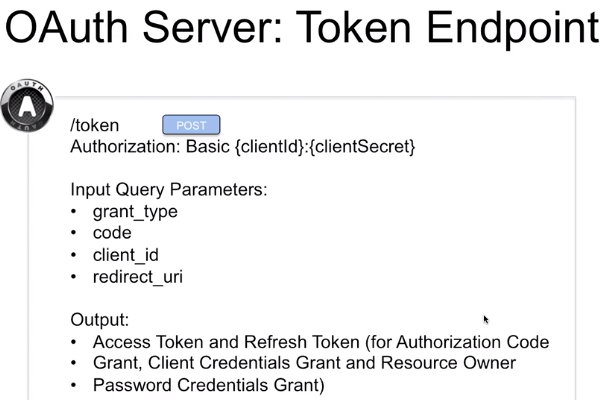 OAuth Server: Token Endpoint
OAUTH
A
/token POST
Authorization: Basic {clientId}:{clientSecret}
Input Query Parameters:
• grant_type
• code
• client_id
• redirect_uri
Output:
• Access Token and Refresh Token (for Authorization Code
• Grant, Client Credentials Grant and Resource Owner
• Password Credentials Grant)